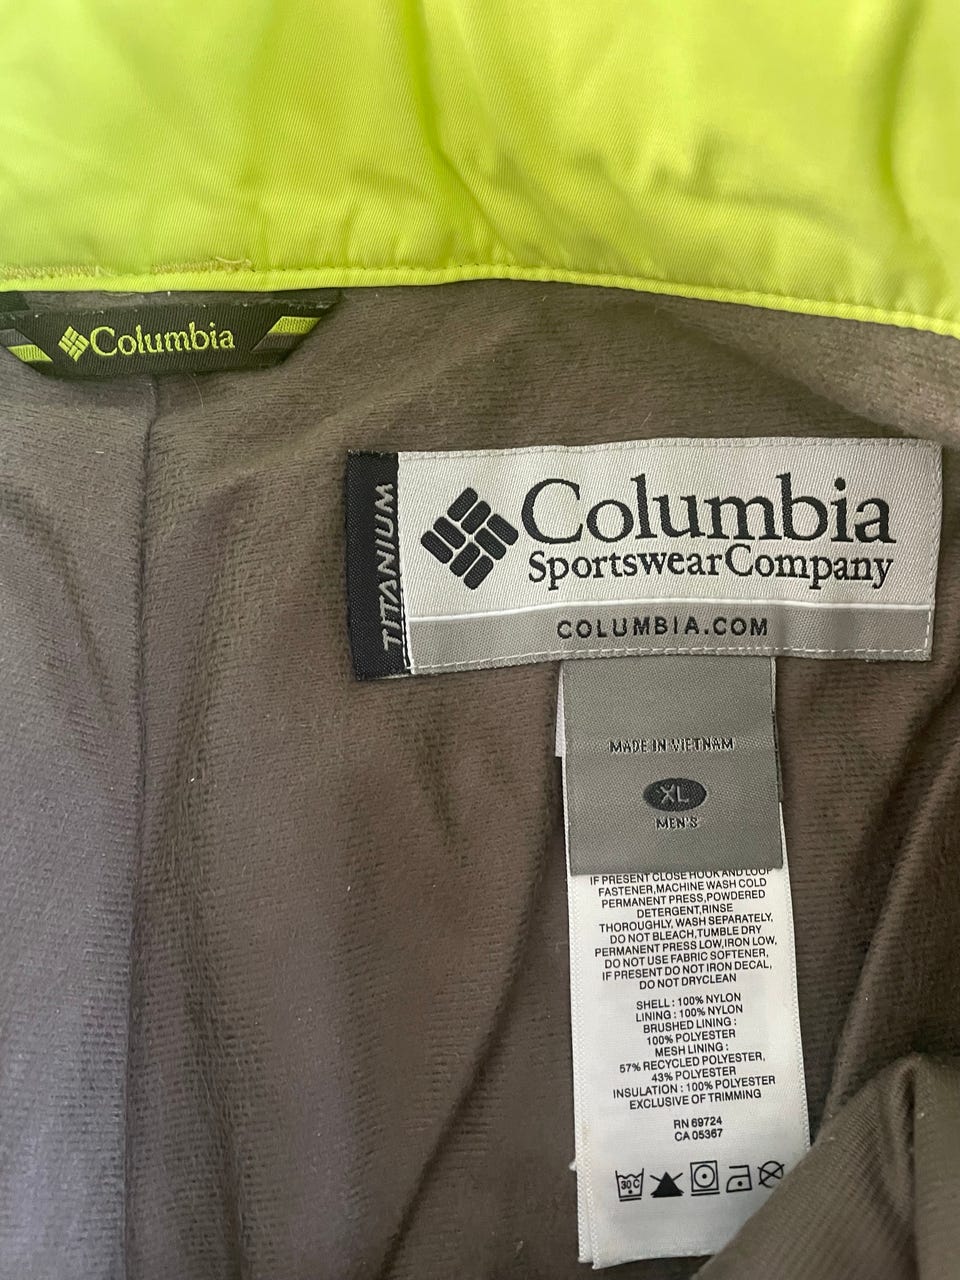 Columbia
TITANIUM
Columbia
Sportswear Company
COLUMBIA.COM
MADE IN VIETNAM
XL
MEN'S
IF PRESENT CLOSE HOOK AND LOOP
FASTENER,MACHINE WASH COLD
PERMANENT PRESS,POWDERED
DETERGENT,RINSE
THOROUGHLY, WASH SEPARATELY,
DO NOT BLEACH,TUMBLE DRY
PERMANENT PRESS LOW,IRON LOW,
DO NOT USE FABRIC SOFTENER,
IF PRESENT DO NOT IRON DECAL,
DO NOT DRYCLEAN
SHELL : 100% NYLON
LINING : 100% NYLON
BRUSHED LINING :
100% POLYESTER
MESH LINING :
57% RECYCLED POLYESTER,
43% POLYESTER
INSULATION : 100% POLYESTER
EXCLUSIVE OF TRIMMING
RN 69724
CA 05367
30C